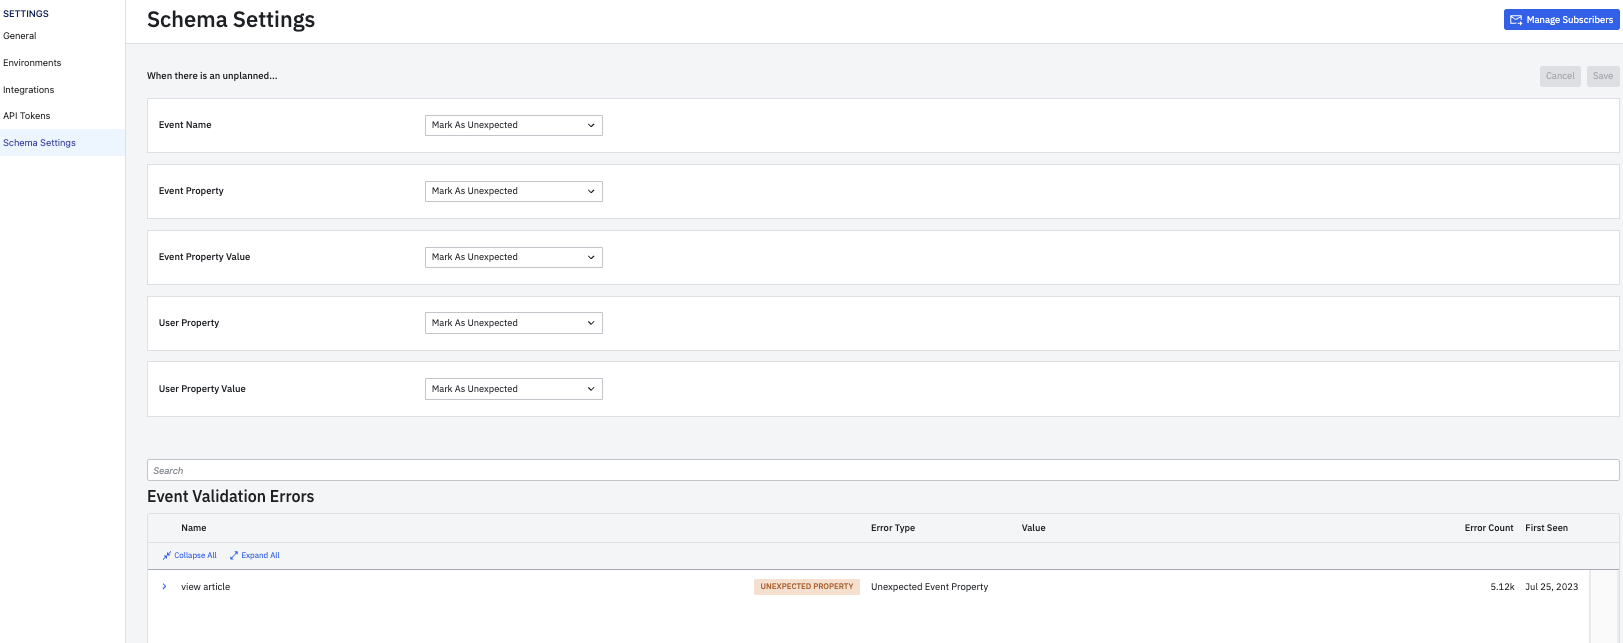 SETTINGS
General
Environments
Integrations
API Tokens
Schema Settings
Schema Settings
Manage Subscribers
When there is an unplanned...
Cancel
Save
Event Name
Mark As Unexpected
Event Property
Mark As Unexpected
Event Property Value
Mark As Unexpected
User Property
Mark As Unexpected
User Property Value
Mark As Unexpected
Search
Event Validation Errors
Name Error Type Value Error Count First Seen
Collapse All Expand All
view article UNEXPECTED PROPERTY Unexpected Event Property 5.12k Jul 25, 2023